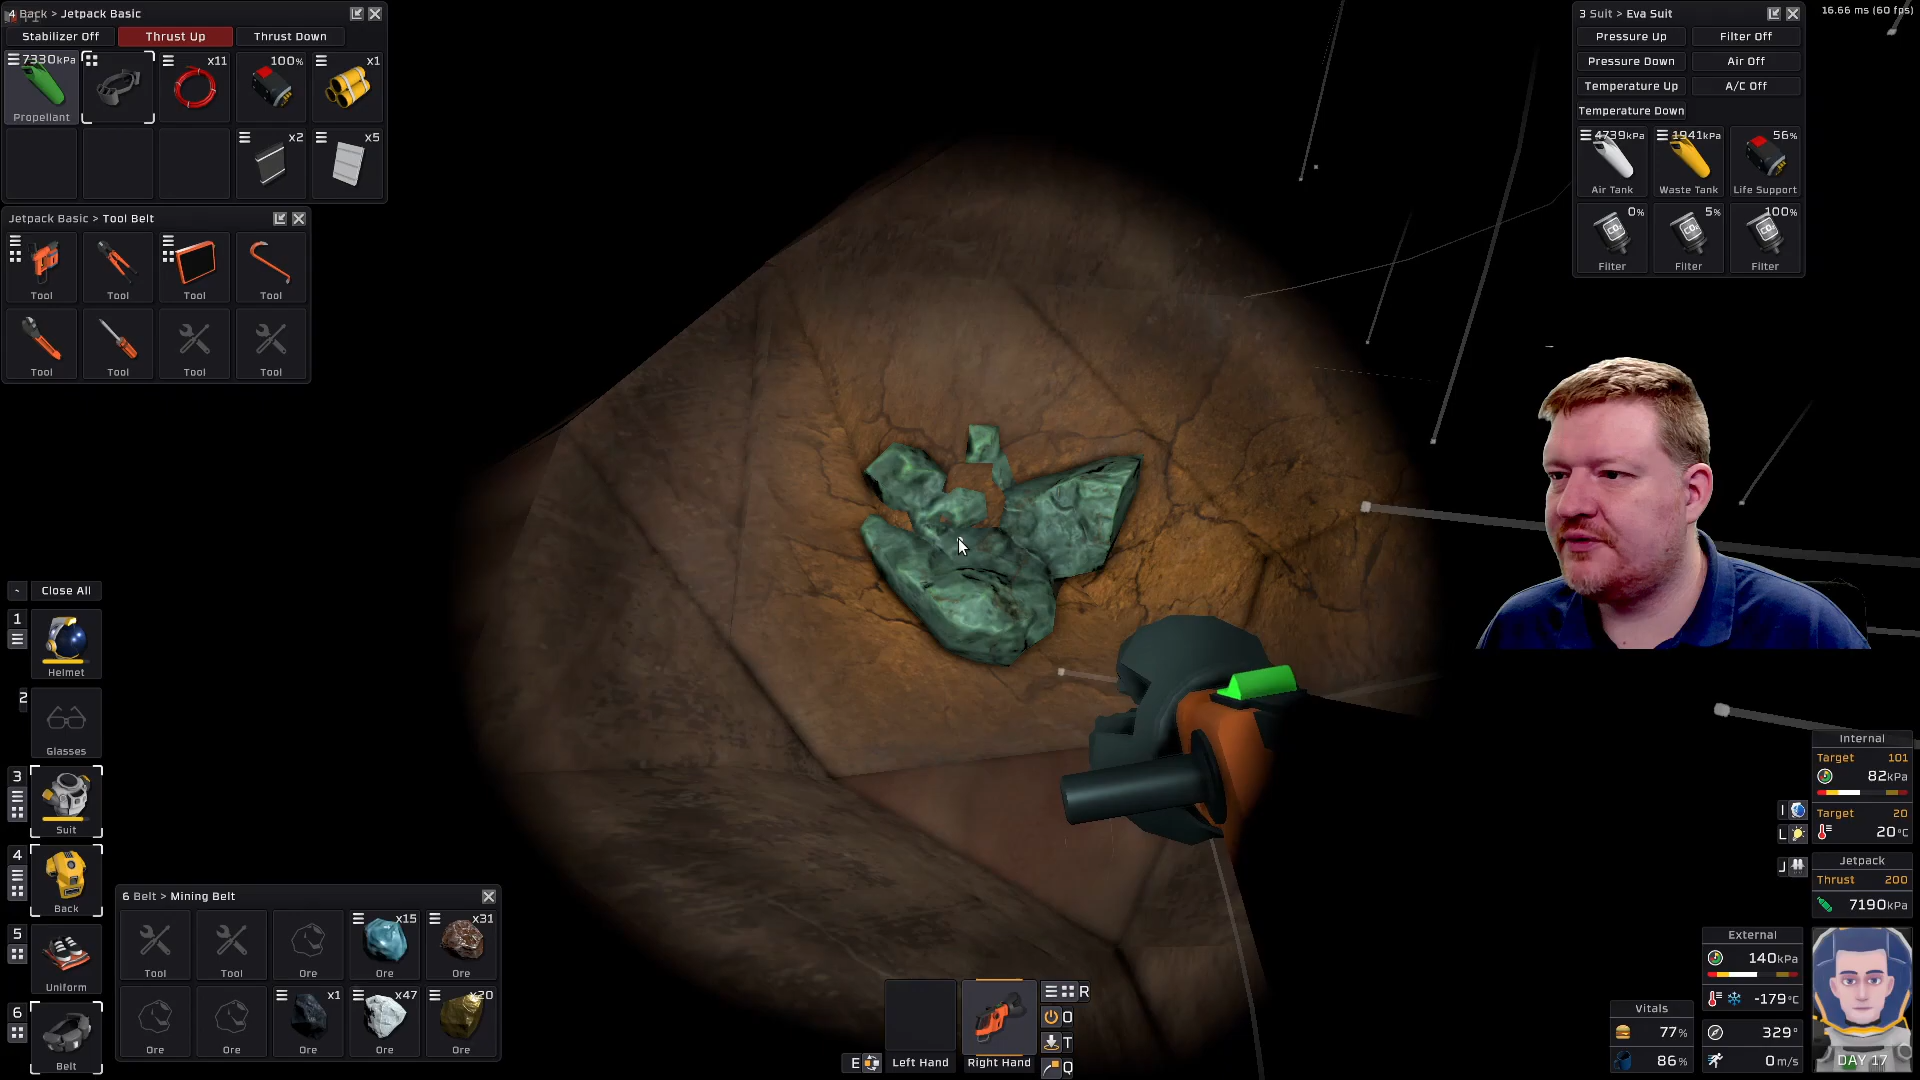 4 Back > Jetpack Basic
Stabilizer Off
Thrust Up
Thrust Down
7330kPa
x11
100%
x1
Propellant
x2
x5
Jetpack Basic > Tool Belt
Tool
Tool
Tool
Tool
Tool
Tool
Tool
Tool
3 Suit > Eva Suit
16.66 ms (60 fps)
Pressure Up
Filter Off
Pressure Down
Air Off
Temperature Up
A/C Off
Temperature Down
4739kPa
1941kPa
56%
Air Tank
Waste Tank
Life Support
0%
5%
100%
Filter
Filter
Filter
~
Close All
1
Helmet
2
Glasses
3
Suit
4
Back
5
Uniform
6
Belt
6 Belt > Mining Belt
x15
x31
Tool
Tool
Ore
Ore
Ore
x1
x47
x20
Ore
Ore
Ore
Ore
Ore
R
O
T
E
Left Hand
Right Hand
Q
Internal
Target 101
82kPa
I
Target 20
L
20°C
J
Jetpack
Thrust 200
7190kPa
External
140kPa
-179°C
Vitals
77%
329°
86%
0m/s
DAY 17